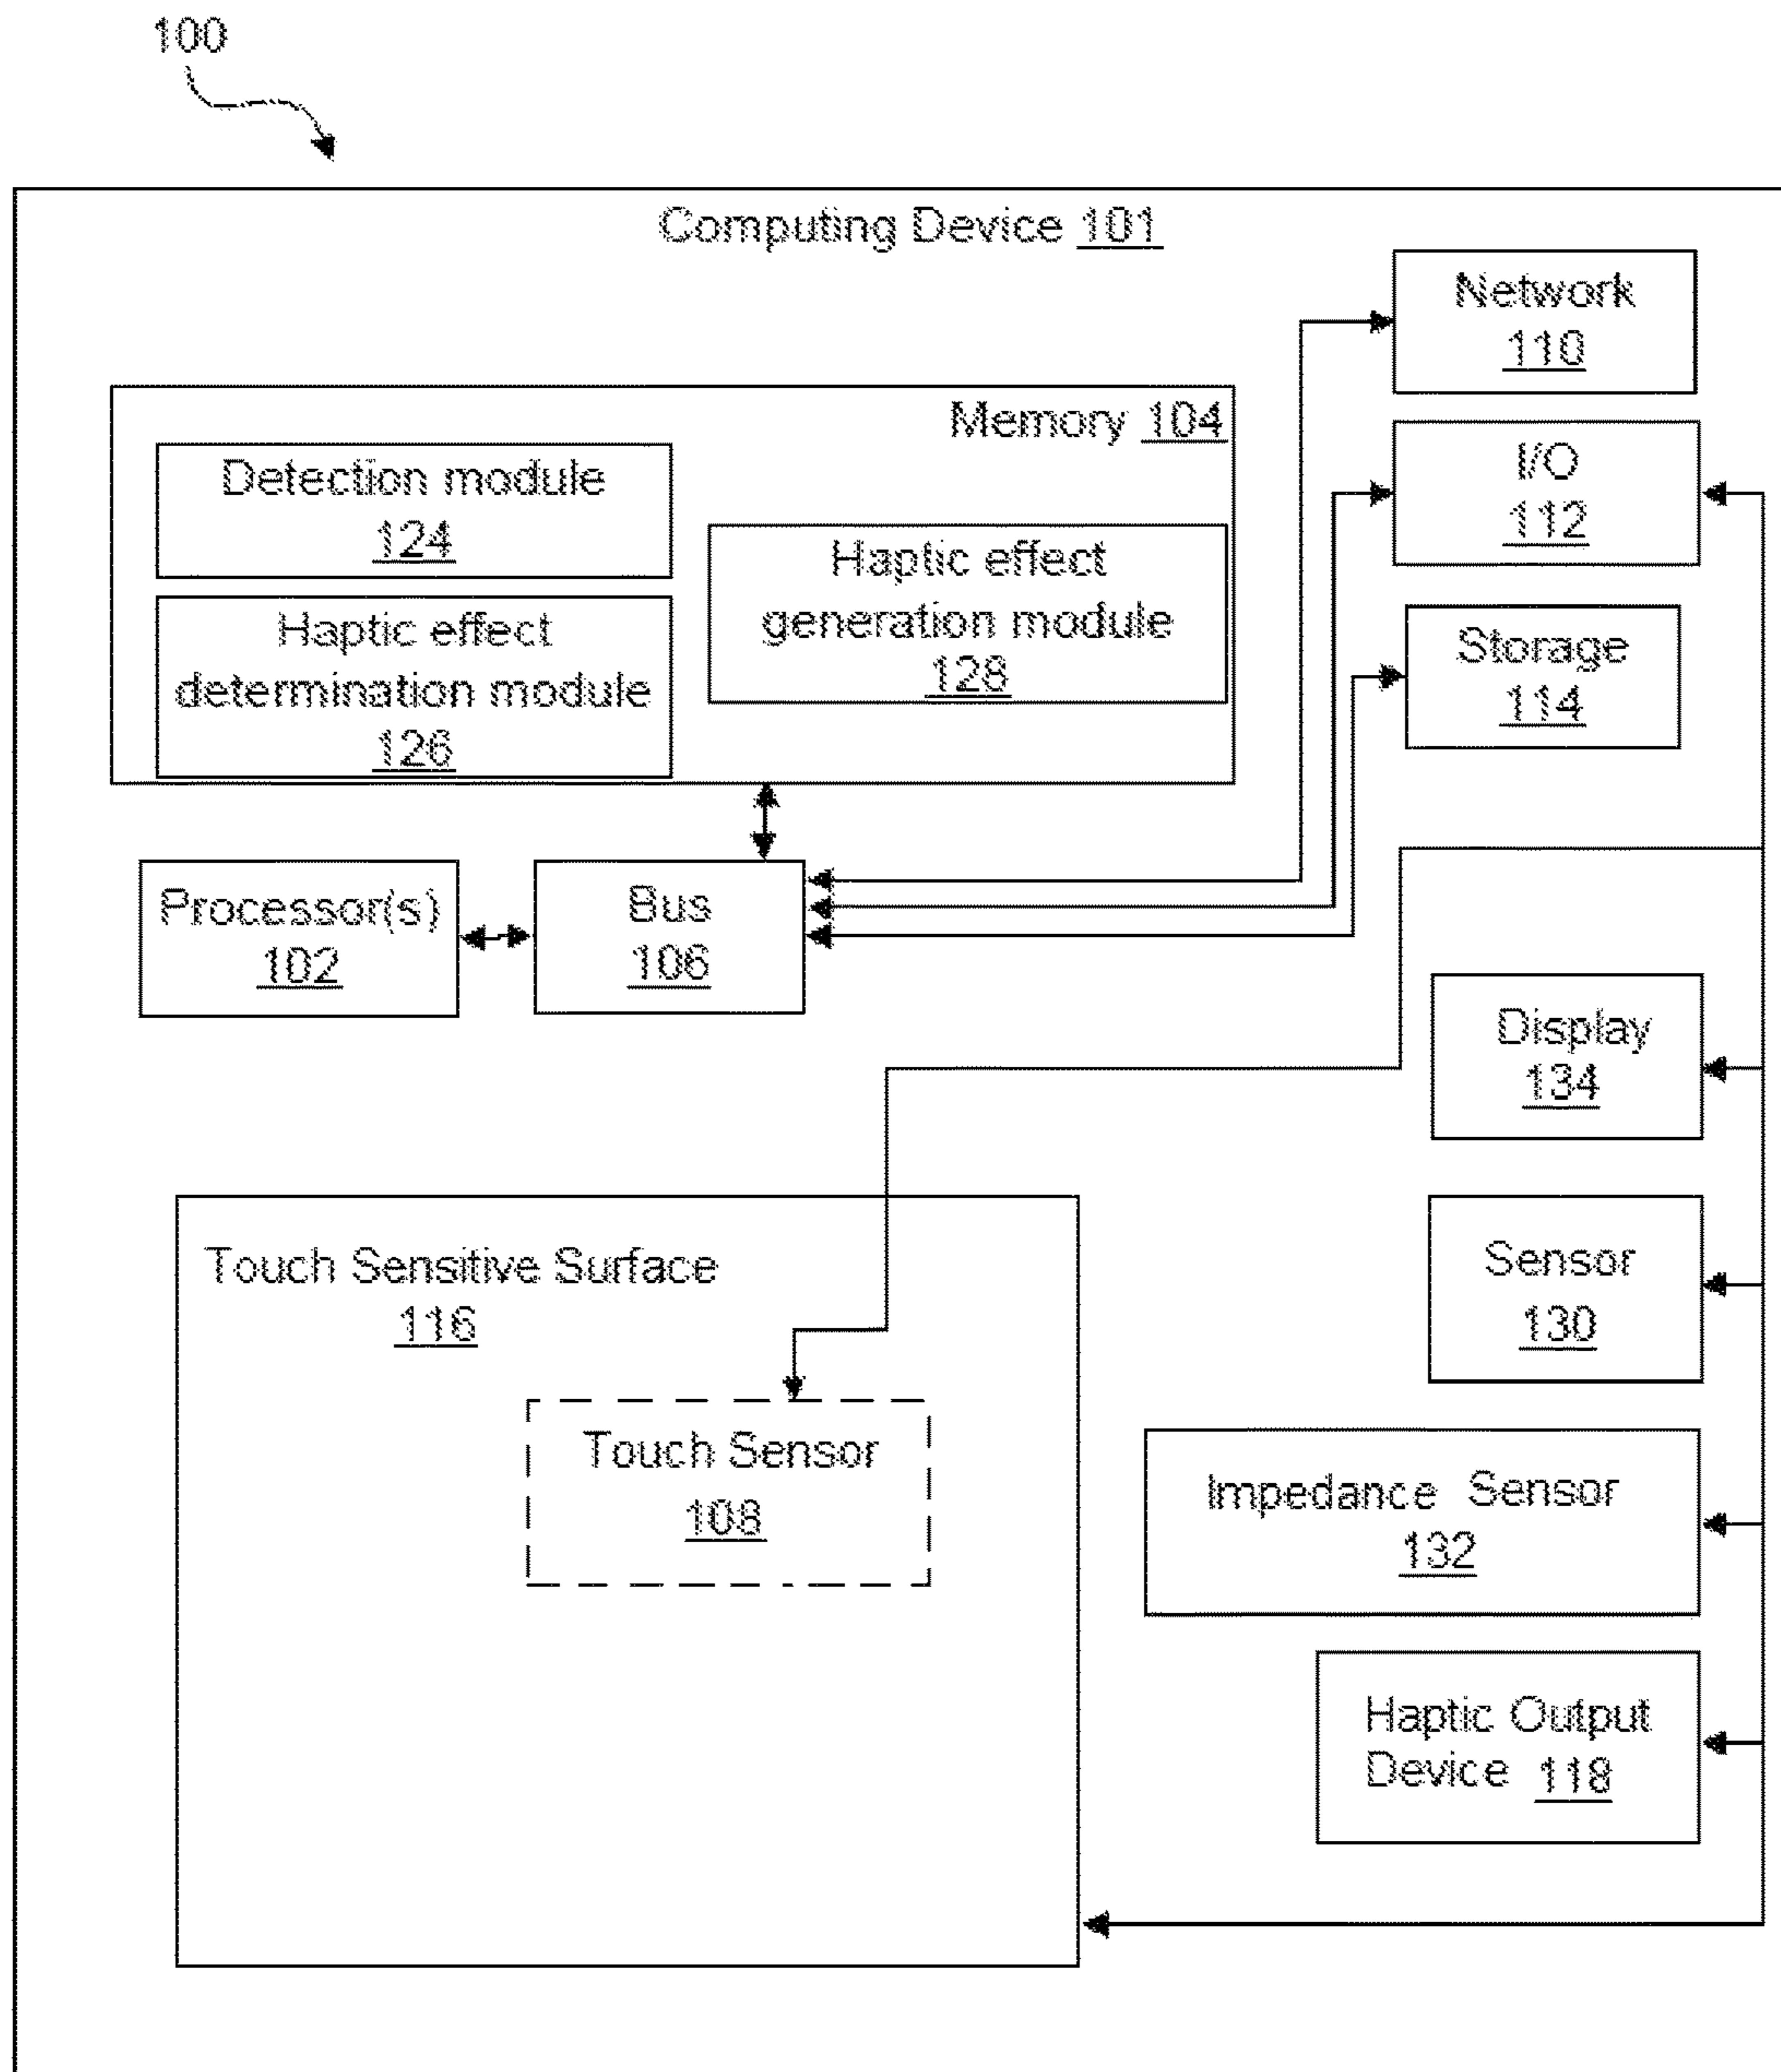 100
Computing Device 101
Network
110
Memory 104
I/O
112
Detection module
124
Haptic effect
generation module
128
Haptic effect
determination module
126
Storage
114
Processor(s)
102
Bus
106
Display
134
Touch Sensitive Surface
116
Sensor
130
Touch Sensor
108
Impedance Sensor
132
Haptic Output
Device 118